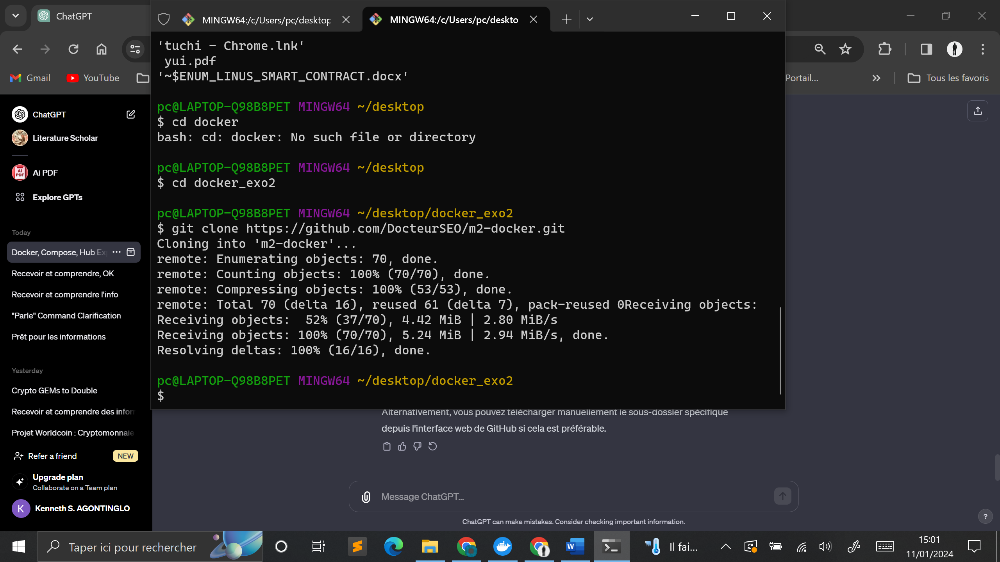 ChatGPT
MINGW64:/c/Users/pc/desktop
MINGW64:/c/Users/pc/deskto
Gmail
YouTube
Portail...
Tous les favoris
ChatGPT
Literature Scholar
Ai PDF
Ai PDF
Explore GPTs
Today
Docker, Compose, Hub Ex
Recevoir et comprendre, OK
Recevoir et comprendre l'info
"Parle" Command Clarification
Prêt pour les informations
Yesterday
Crypto GEMs to Double
Recevoir et comprendre des infor
Projet Worldcoin : Cryptomonnaie
Refer a friend
NEW
Upgrade plan
Collaborate on a Team plan
K
Kenneth S. AGONTINGLO
'tuchi - Chrome.lnk'
yui.pdf
'~$ENUM_LINUS_SMART_CONTRACT.docx'
pc@LAPTOP-Q98B8PET MINGW64 ~/desktop
$ cd docker
bash: cd: docker: No such file or directory
pc@LAPTOP-Q98B8PET MINGW64 ~/desktop
$ cd docker_exo2
pc@LAPTOP-Q98B8PET MINGW64 ~/desktop/docker_exo2
$ git clone https://github.com/DocteurSEO/m2-docker.git
Cloning into 'm2-docker'...
remote: Enumerating objects: 70, done.
remote: Counting objects: 100% (70/70), done.
remote: Compressing objects: 100% (53/53), done.
remote: Total 70 (delta 16), reused 61 (delta 7), pack-reused 0Receiving objects:
Receiving objects:  52% (37/70), 4.42 MiB | 2.80 MiB/s
Receiving objects: 100% (70/70), 5.24 MiB | 2.94 MiB/s, done.
Resolving deltas: 100% (16/16), done.
pc@LAPTOP-Q98B8PET MINGW64 ~/desktop/docker_exo2
$
Alternativement, vous pouvez télécharger manuellement le sous-dossier spécifique
depuis l'interface web de GitHub si cela est préférable.
Message ChatGPT...
ChatGPT can make mistakes. Consider checking important information.
?
Taper ici pour rechercher
Il fai...
15:01
11/01/2024